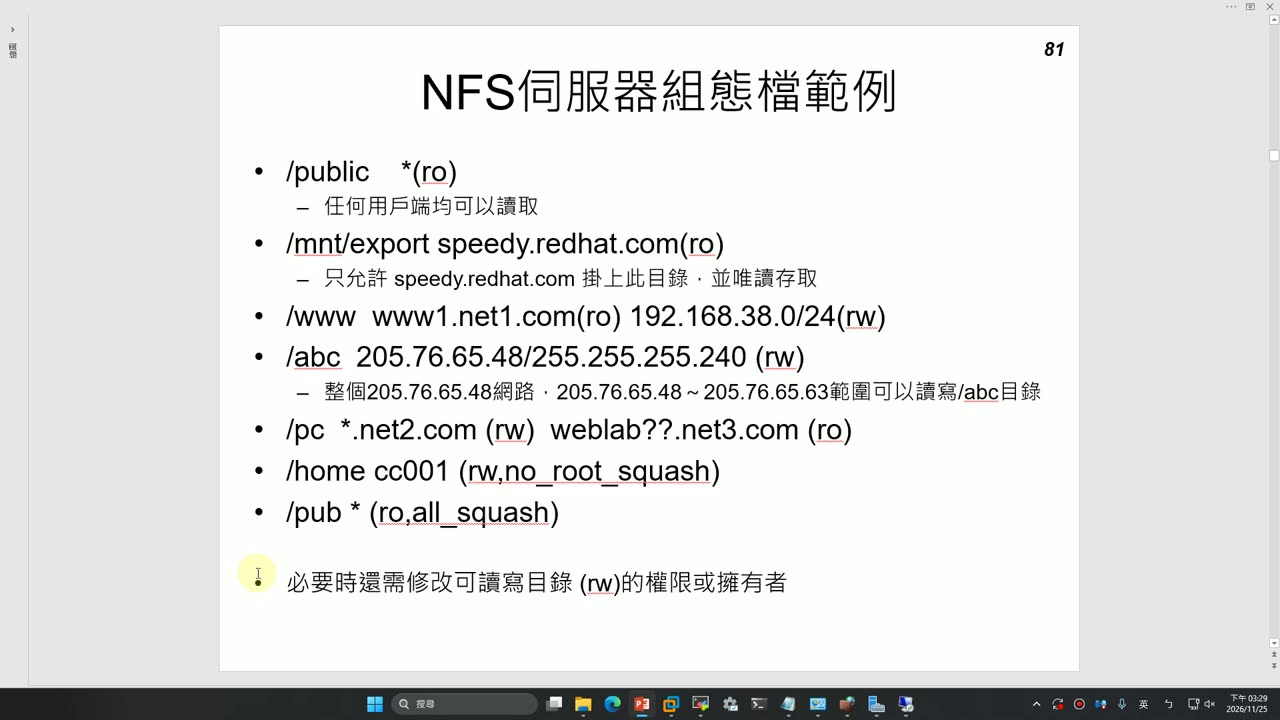 81
NFS伺服器組態檔範例
• /public *(ro)
– 任何用戶端均可以讀取
• /mnt/export speedy.redhat.com(ro)
– 只允許 speedy.redhat.com 掛上此目錄，並唯讀存取
• /www www1.net1.com(ro) 192.168.38.0/24(rw)
• /abc 205.76.65.48/255.255.255.240 (rw)
– 整個205.76.65.48網路，205.76.65.48～205.76.65.63範圍可以讀寫/abc目錄
• /pc *.net2.com (rw) weblab??.net3.com (ro)
• /home cc001 (rw,no_root_squash)
• /pub * (ro,all_squash)
• 必要時還需修改可讀寫目錄 (rw)的權限或擁有者
搜尋
英
ㄅ
下午 03:29
2026/11/25